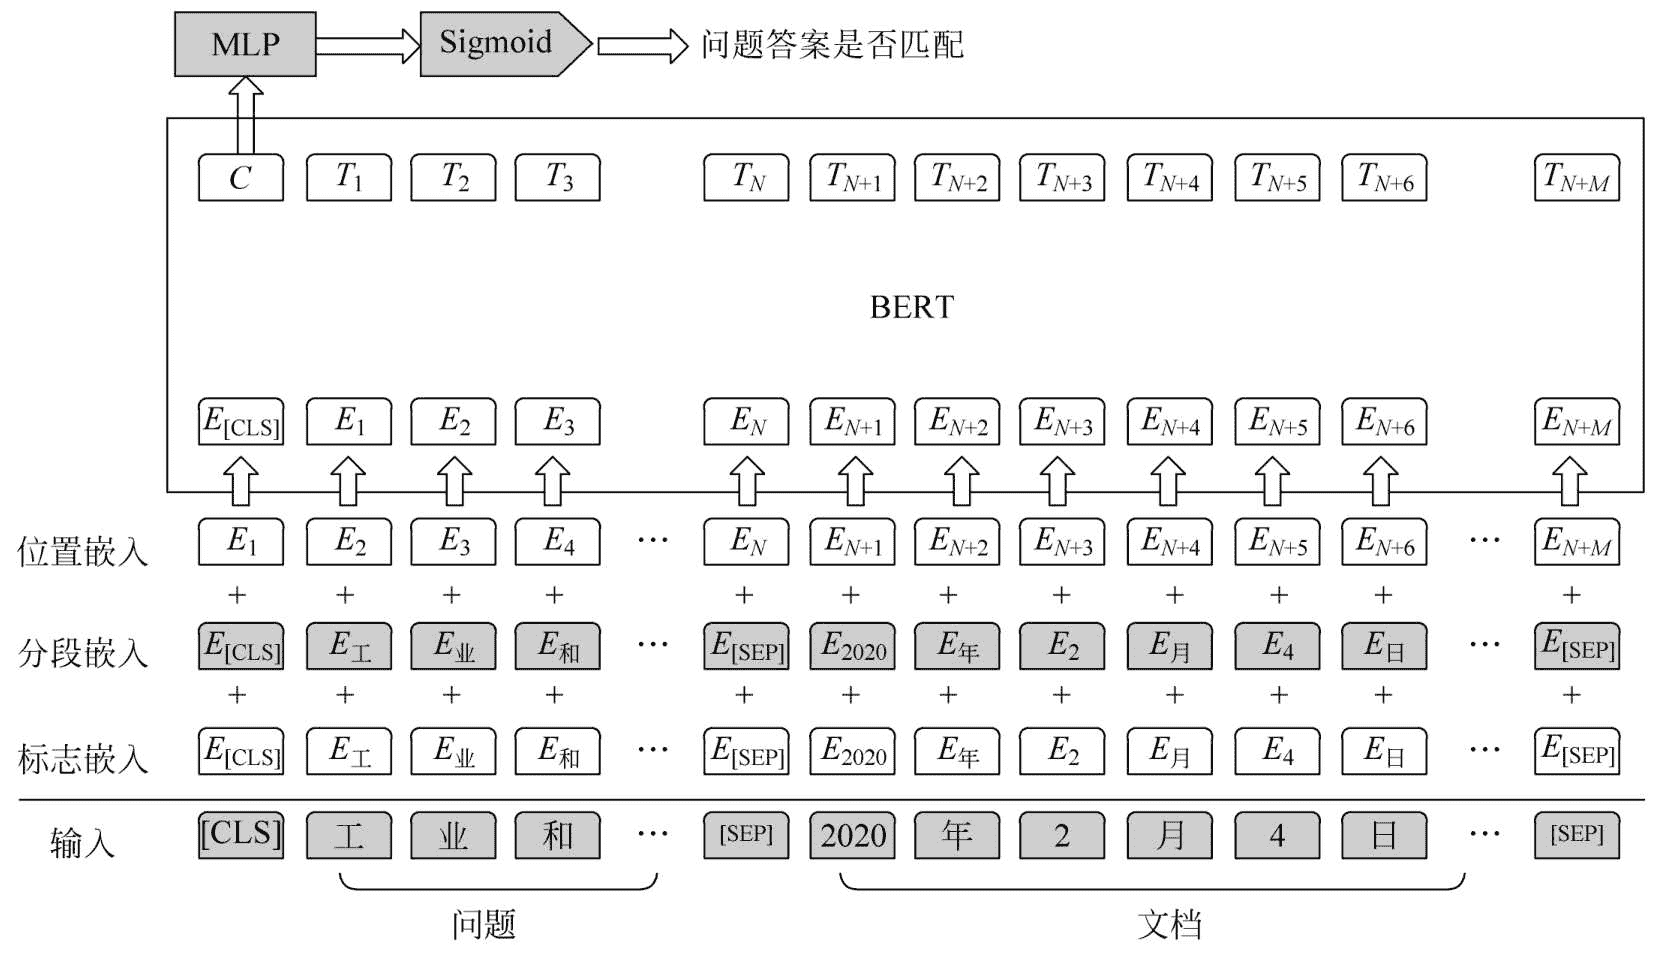 MLP Sigmoid 问题答案是否匹配
C T1 T2 T3 TN TN+1 TN+2 TN+3 TN+4 TN+5 TN+6 TN+M
BERT
E[CLS] E1 E2 E3 EN EN+1 EN+2 EN+3 EN+4 EN+5 EN+6 EN+M
位置嵌入 E1 E2 E3 E4 … EN EN+1 EN+2 EN+3 EN+4 EN+5 EN+6 … EN+M
+ + + + + + + + + + + +
分段嵌入 E[CLS] E工 E业 E和 … E[SEP] E2020 E年 E2 E月 E4 E日 … E[SEP]
+ + + + + + + + + + + +
标志嵌入 E[CLS] E工 E业 E和 … E[SEP] E2020 E年 E2 E月 E4 E日 … E[SEP]
输入 [CLS] 工 业 和 … [SEP] 2020 年 2 月 4 日 … [SEP]
问题 文档